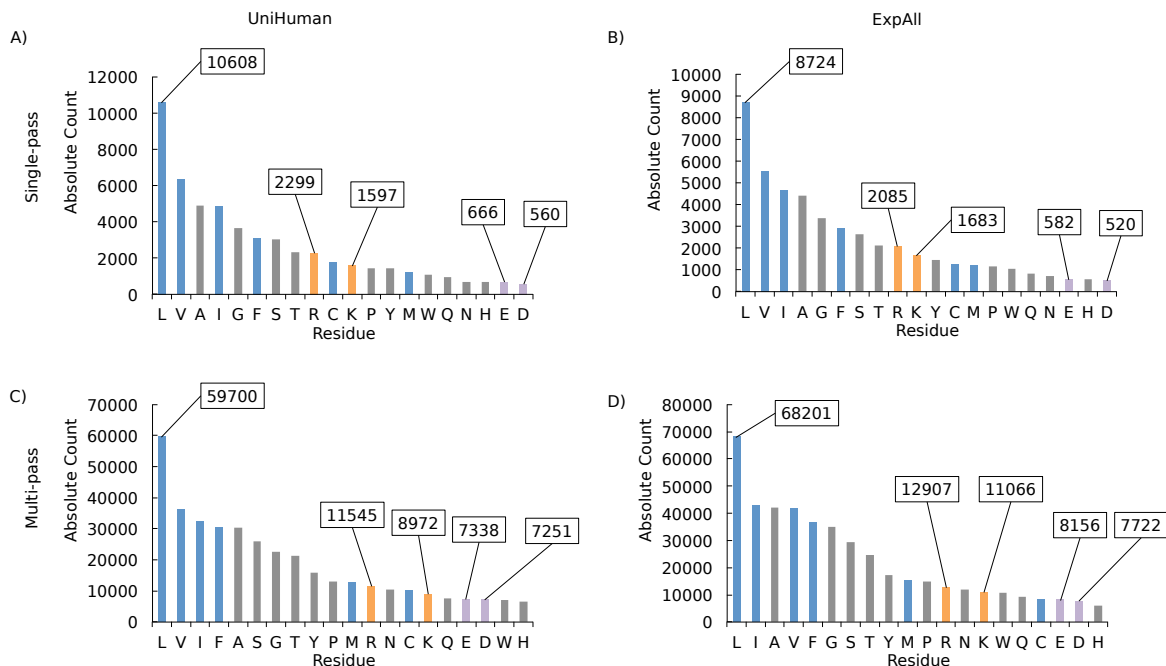 UniHuman
ExpAll
A)
Single-pass
Absolute Count
12000
10000
8000
6000
4000
2000
0
10608
2299
1597
666
560
L V A I G F S T R C K P Y M W Q N H E D
Residue
B)
Absolute Count
10000
9000
8000
7000
6000
5000
4000
3000
2000
1000
0
8724
2085
1683
582
520
L V I A G F S T R K Y C M P W Q N E H D
Residue
C)
Multi-pass
Absolute Count
70000
60000
50000
40000
30000
20000
10000
0
59700
11545
8972
7338
7251
L V I F A S G T Y P M R N C K Q E D W H
Residue
D)
Absolute Count
80000
70000
60000
50000
40000
30000
20000
10000
0
68201
12907
11066
8156
7722
L I A V F G S T Y M P R N K W Q C E D H
Residue